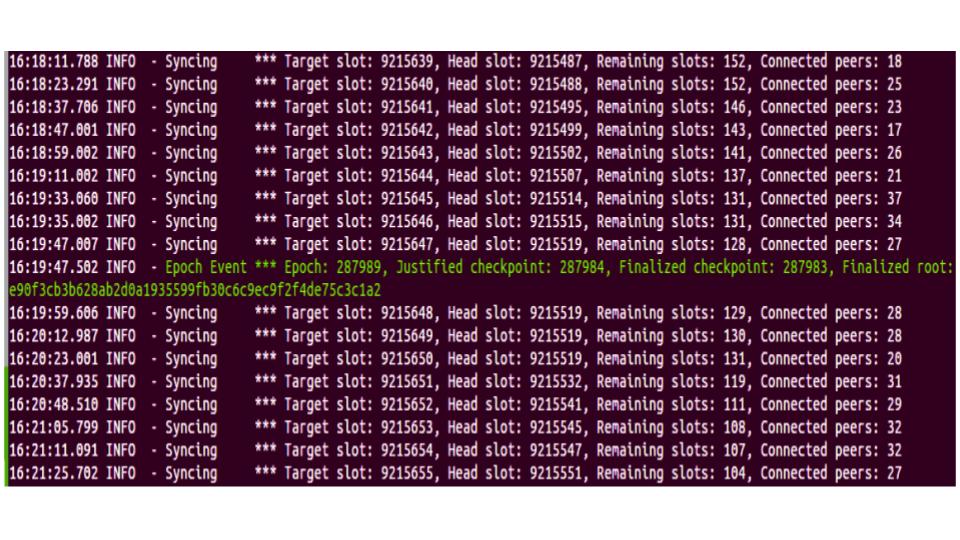 16:18:11.788 INFO - Syncing *** Target slot: 9215639, Head slot: 9215487, Remaining slots: 152, Connected peers: 18
16:18:23.291 INFO - Syncing *** Target slot: 9215640, Head slot: 9215488, Remaining slots: 152, Connected peers: 25
16:18:37.706 INFO - Syncing *** Target slot: 9215641, Head slot: 9215495, Remaining slots: 146, Connected peers: 23
16:18:47.001 INFO - Syncing *** Target slot: 9215642, Head slot: 9215499, Remaining slots: 143, Connected peers: 17
16:18:59.002 INFO - Syncing *** Target slot: 9215643, Head slot: 9215502, Remaining slots: 141, Connected peers: 26
16:19:11.002 INFO - Syncing *** Target slot: 9215644, Head slot: 9215507, Remaining slots: 137, Connected peers: 21
16:19:33.060 INFO - Syncing *** Target slot: 9215645, Head slot: 9215514, Remaining slots: 131, Connected peers: 37
16:19:35.002 INFO - Syncing *** Target slot: 9215646, Head slot: 9215515, Remaining slots: 131, Connected peers: 34
16:19:47.007 INFO - Syncing *** Target slot: 9215647, Head slot: 9215519, Remaining slots: 128, Connected peers: 27
16:19:47.502 INFO - Epoch Event *** Epoch: 287989, Justified checkpoint: 287984, Finalized checkpoint: 287983, Finalized root:
e90f3cb3b628ab2d0a1935599fb30c6c9ec9f2f4de75c3c1a2
16:19:59.606 INFO - Syncing *** Target slot: 9215648, Head slot: 9215519, Remaining slots: 129, Connected peers: 28
16:20:12.987 INFO - Syncing *** Target slot: 9215649, Head slot: 9215519, Remaining slots: 130, Connected peers: 28
16:20:23.001 INFO - Syncing *** Target slot: 9215650, Head slot: 9215519, Remaining slots: 131, Connected peers: 20
16:20:37.935 INFO - Syncing *** Target slot: 9215651, Head slot: 9215532, Remaining slots: 119, Connected peers: 31
16:20:48.510 INFO - Syncing *** Target slot: 9215652, Head slot: 9215541, Remaining slots: 111, Connected peers: 29
16:21:05.799 INFO - Syncing *** Target slot: 9215653, Head slot: 9215545, Remaining slots: 108, Connected peers: 32
16:21:11.091 INFO - Syncing *** Target slot: 9215654, Head slot: 9215547, Remaining slots: 107, Connected peers: 32
16:21:25.702 INFO - Syncing *** Target slot: 9215655, Head slot: 9215551, Remaining slots: 104, Connected peers: 27